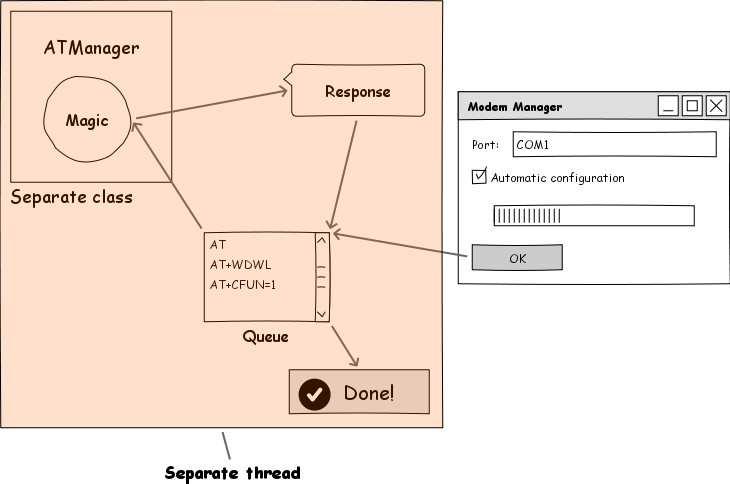 ATManager
Magic
Separate class
Response
Modem Manager
Port:
COM1
Automatic configuration
OK
AT
AT+WDWL
AT+CFUN=1
Queue
Done!
Separate thread